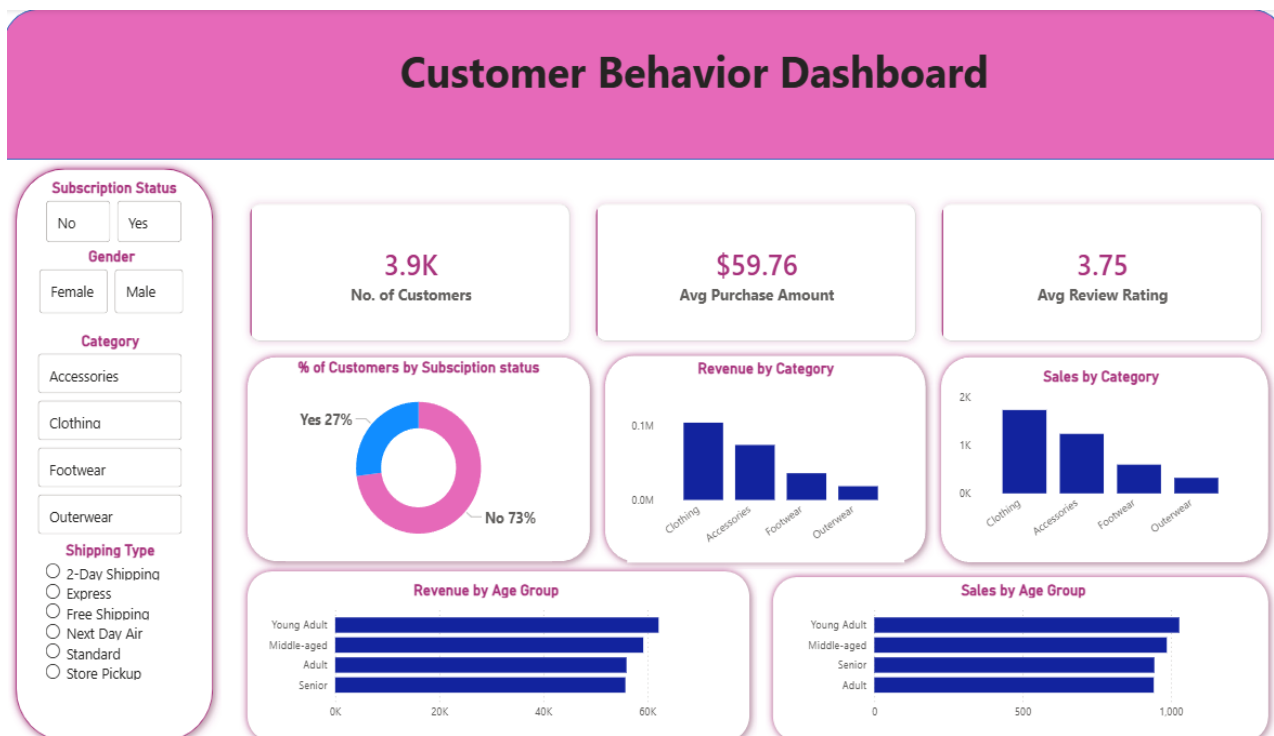 Customer Behavior Dashboard
Subscription Status
No Yes
Gender
Female Male
Category
Accessories
Clothing
Footwear
Outerwear
Shipping Type
2-Day Shipping
Express
Free Shipping
Next Day Air
Standard
Store Pickup
3.9K
No. of Customers
$59.76
Avg Purchase Amount
3.75
Avg Review Rating
% of Customers by Subsciption status
Yes 27%
No 73%
Revenue by Category
0.1M
0.0M
Clothing Accessories Footwear Outerwear
Sales by Category
2K
1K
0K
Clothing Accessories Footwear Outerwear
Revenue by Age Group
Young Adult
Middle-aged
Adult
Senior
0K 20K 40K 60K
Sales by Age Group
Young Adult
Middle-aged
Senior
Adult
0 500 1,000